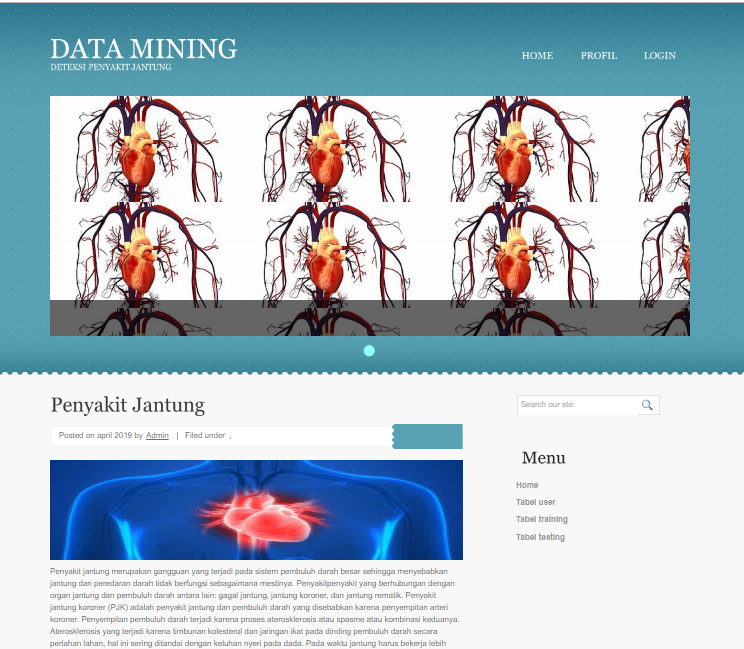 DATA MINING
DETEKSI PENYAKIT JANTUNG
HOME PROFIL LOGIN
Penyakit Jantung
Posted on april 2019 by Admin | Filed under ,
Search our site:
Menu
Home
Tabel user
Tabel training
Tabel testing
Penyakit jantung merupakan gangguan yang terjadi pada sistem pembuluh darah besar sehingga menyebabkan
jantung dan peredaran darah tidak berfungsi sebagaimana mestinya. Penyakitpenyakit yang berhubungan dengan
organ jantung dan pembuluh darah antara lain: gagal jantung, jantung koroner, dan jantung rematik. Penyakit
jantung koroner (PJK) adalah penyakit jantung dan pembuluh darah yang disebabkan karena penyempitan arteri
koroner. Penyempitan pembuluh darah terjadi karena proses aterosklerosis atau spasme atau kombinasi keduanya.
Aterosklerosis yang terjadi karena timbunan kolesterol dan jaringan ikat pada dinding pembuluh darah secara
perlahan lahan, hal ini sering ditandai dengan keluhan nyeri pada dada. Pada waktu jantung harus bekerja lebih